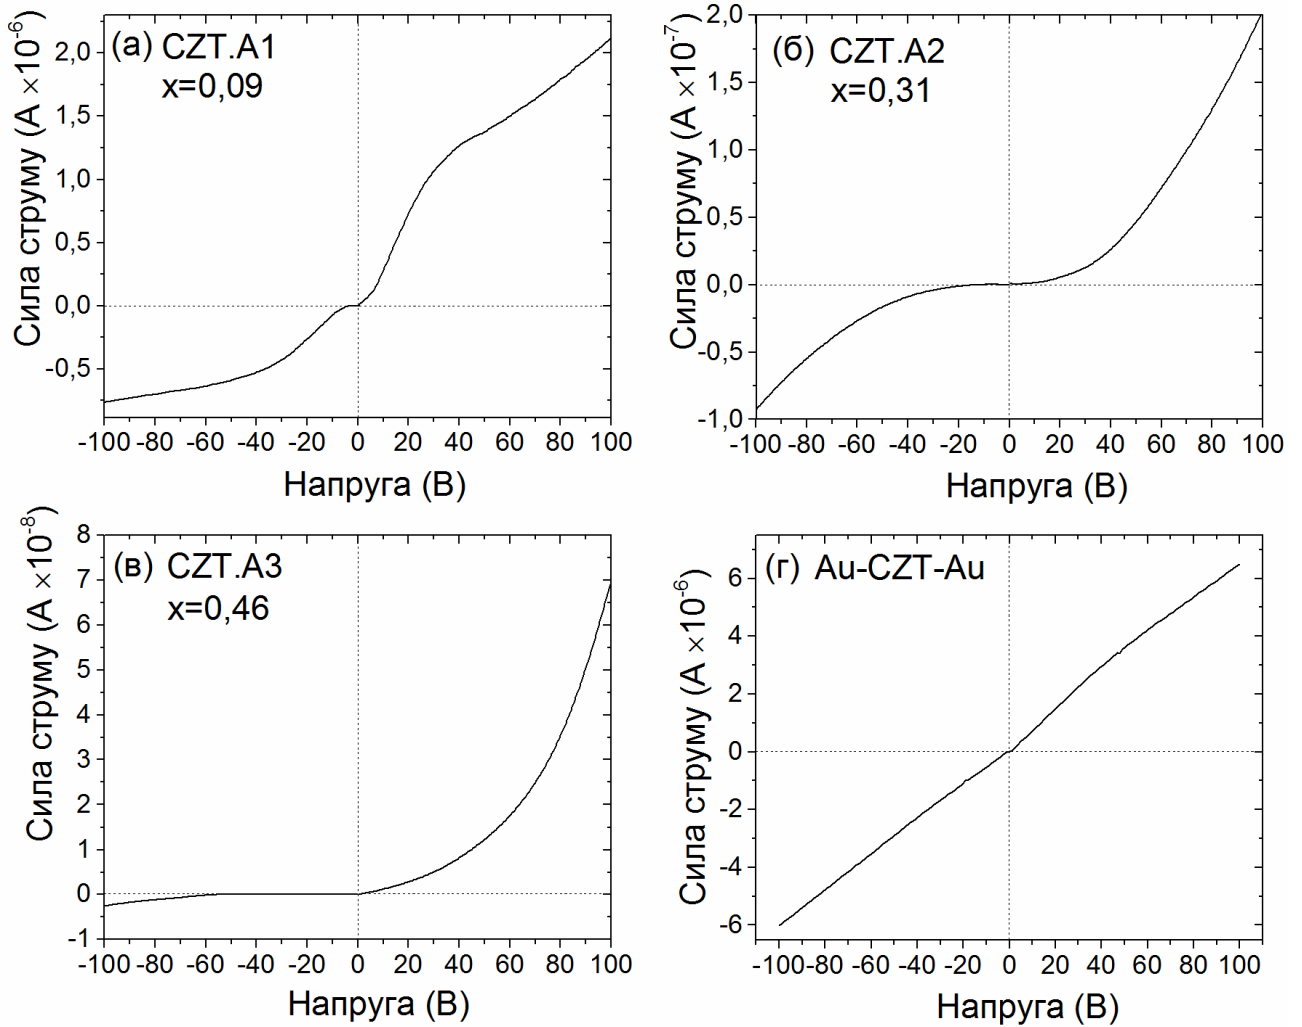 (а) CZT.A1
x=0,09
Сила струму (А ×10⁻⁶)
2,0
1,5
1,0
0,5
0,0
-0,5
-100 -80 -60 -40 -20 0 20 40 60 80 100
Напруга (В)
(б) CZT.A2
x=0,31
Сила струму (А ×10⁻⁷)
2,0
1,5
1,0
0,5
0,0
-0,5
-1,0
-100 -80 -60 -40 -20 0 20 40 60 80 100
Напруга (В)
(в) CZT.A3
x=0,46
Сила струму (А ×10⁻⁸)
8
7
6
5
4
3
2
1
0
-1
-100 -80 -60 -40 -20 0 20 40 60 80 100
Напруга (В)
(г) Au-CZT-Au
Сила струму (А ×10⁻⁶)
6
4
2
0
-2
-4
-6
-100 -80 -60 -40 -20 0 20 40 60 80 100
Напруга (В)